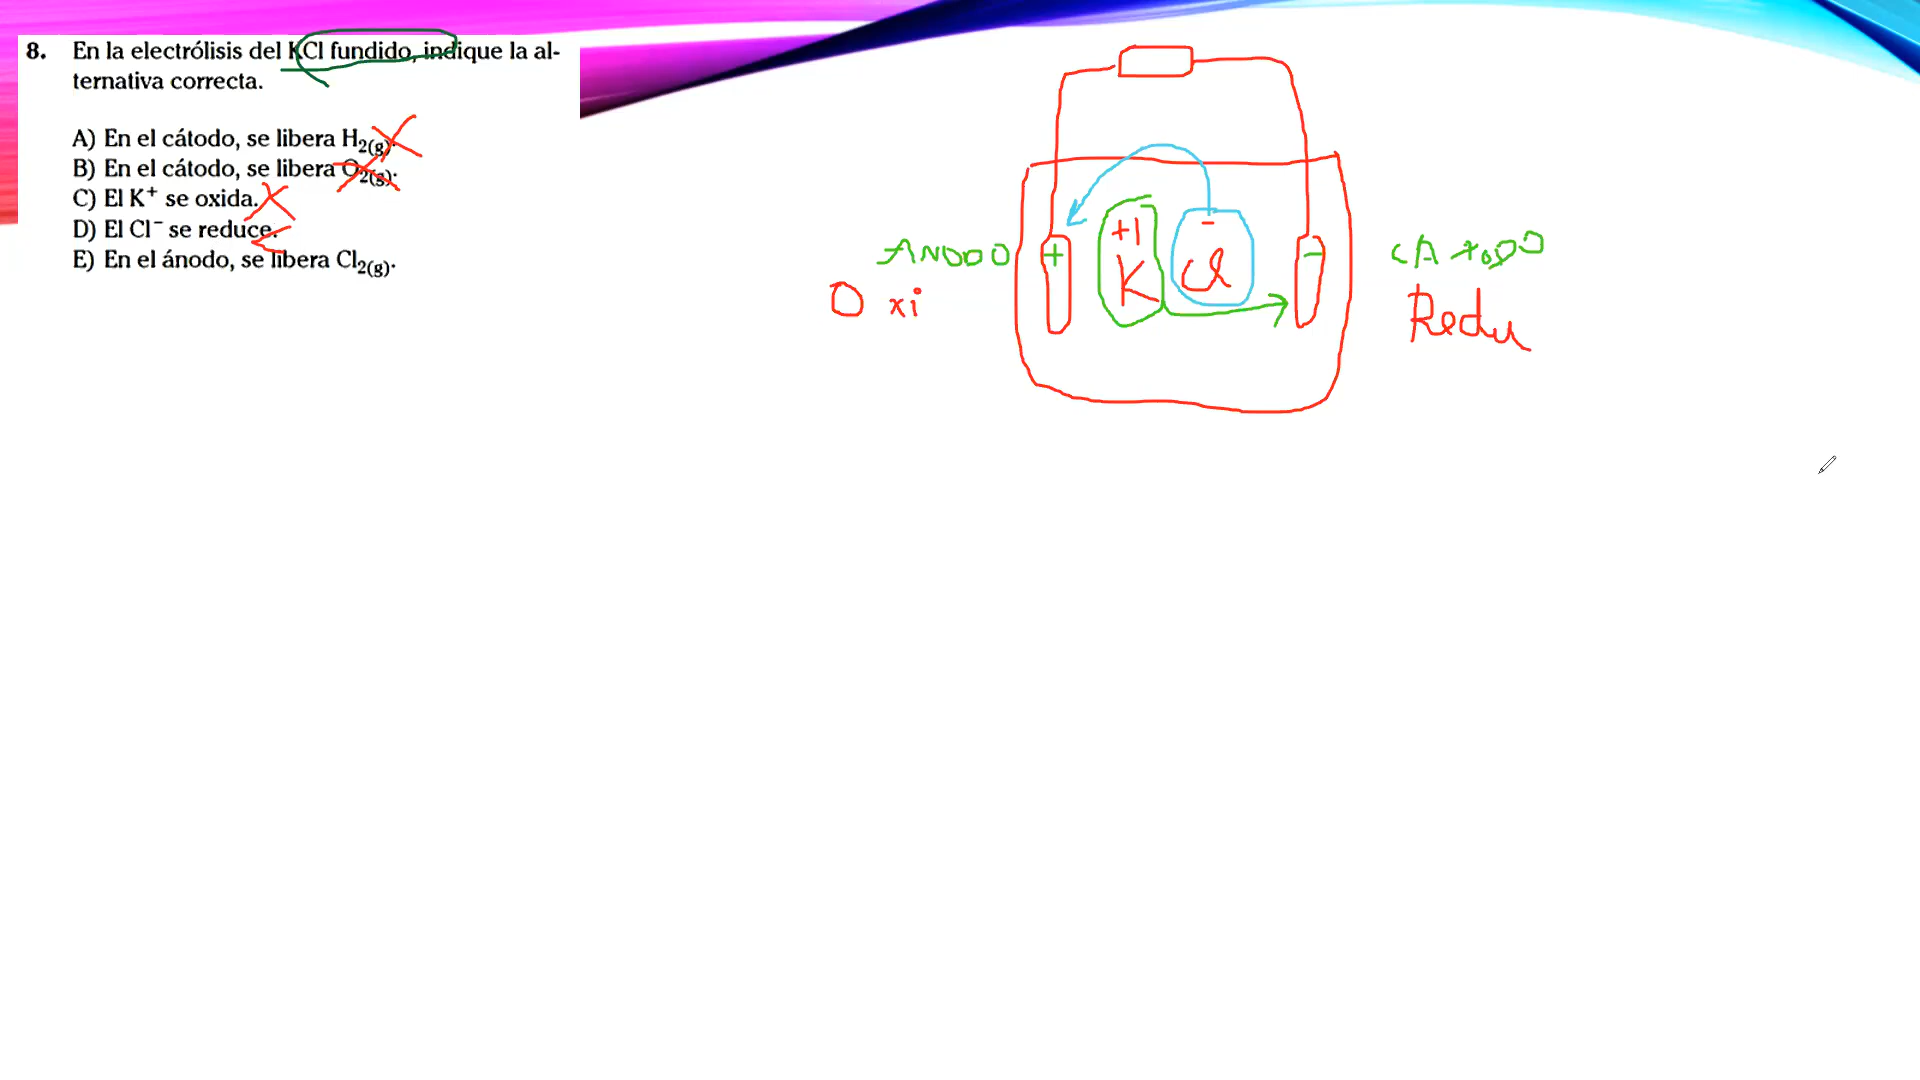 8. En la electrólisis del KCl fundido, indique la al-
ternativa correcta.
A) En el cátodo, se libera H2(g).
B) En el cátodo, se libera O2(g).
C) El K+ se oxida.
D) El Cl− se reduce.
E) En el ánodo, se libera Cl2(g).
+1 −
ANODO + K Cl − CATODO
Oxi Redu